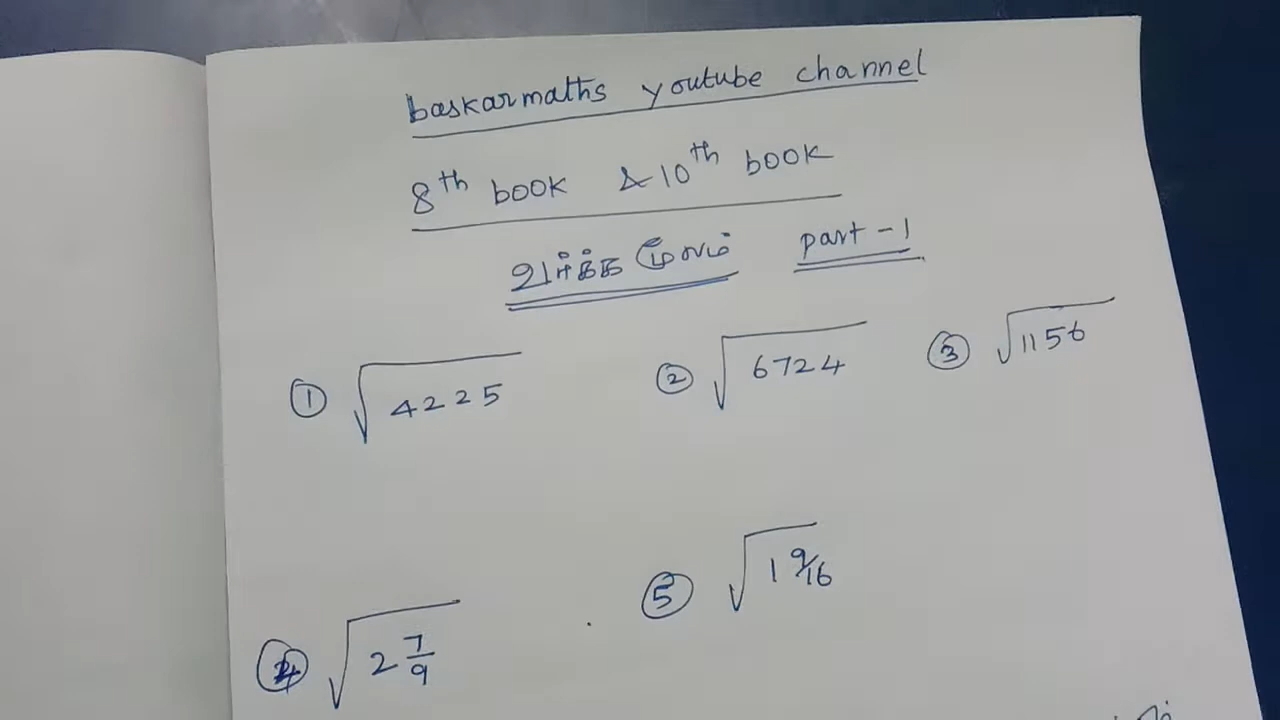 baskarmaths youtube channel
8th book & 10th book
வர்க்க மூலம் part - 1
① √4225 ② √6724 ③ √1156
④ √2 7/9 ⑤ √1 9/16